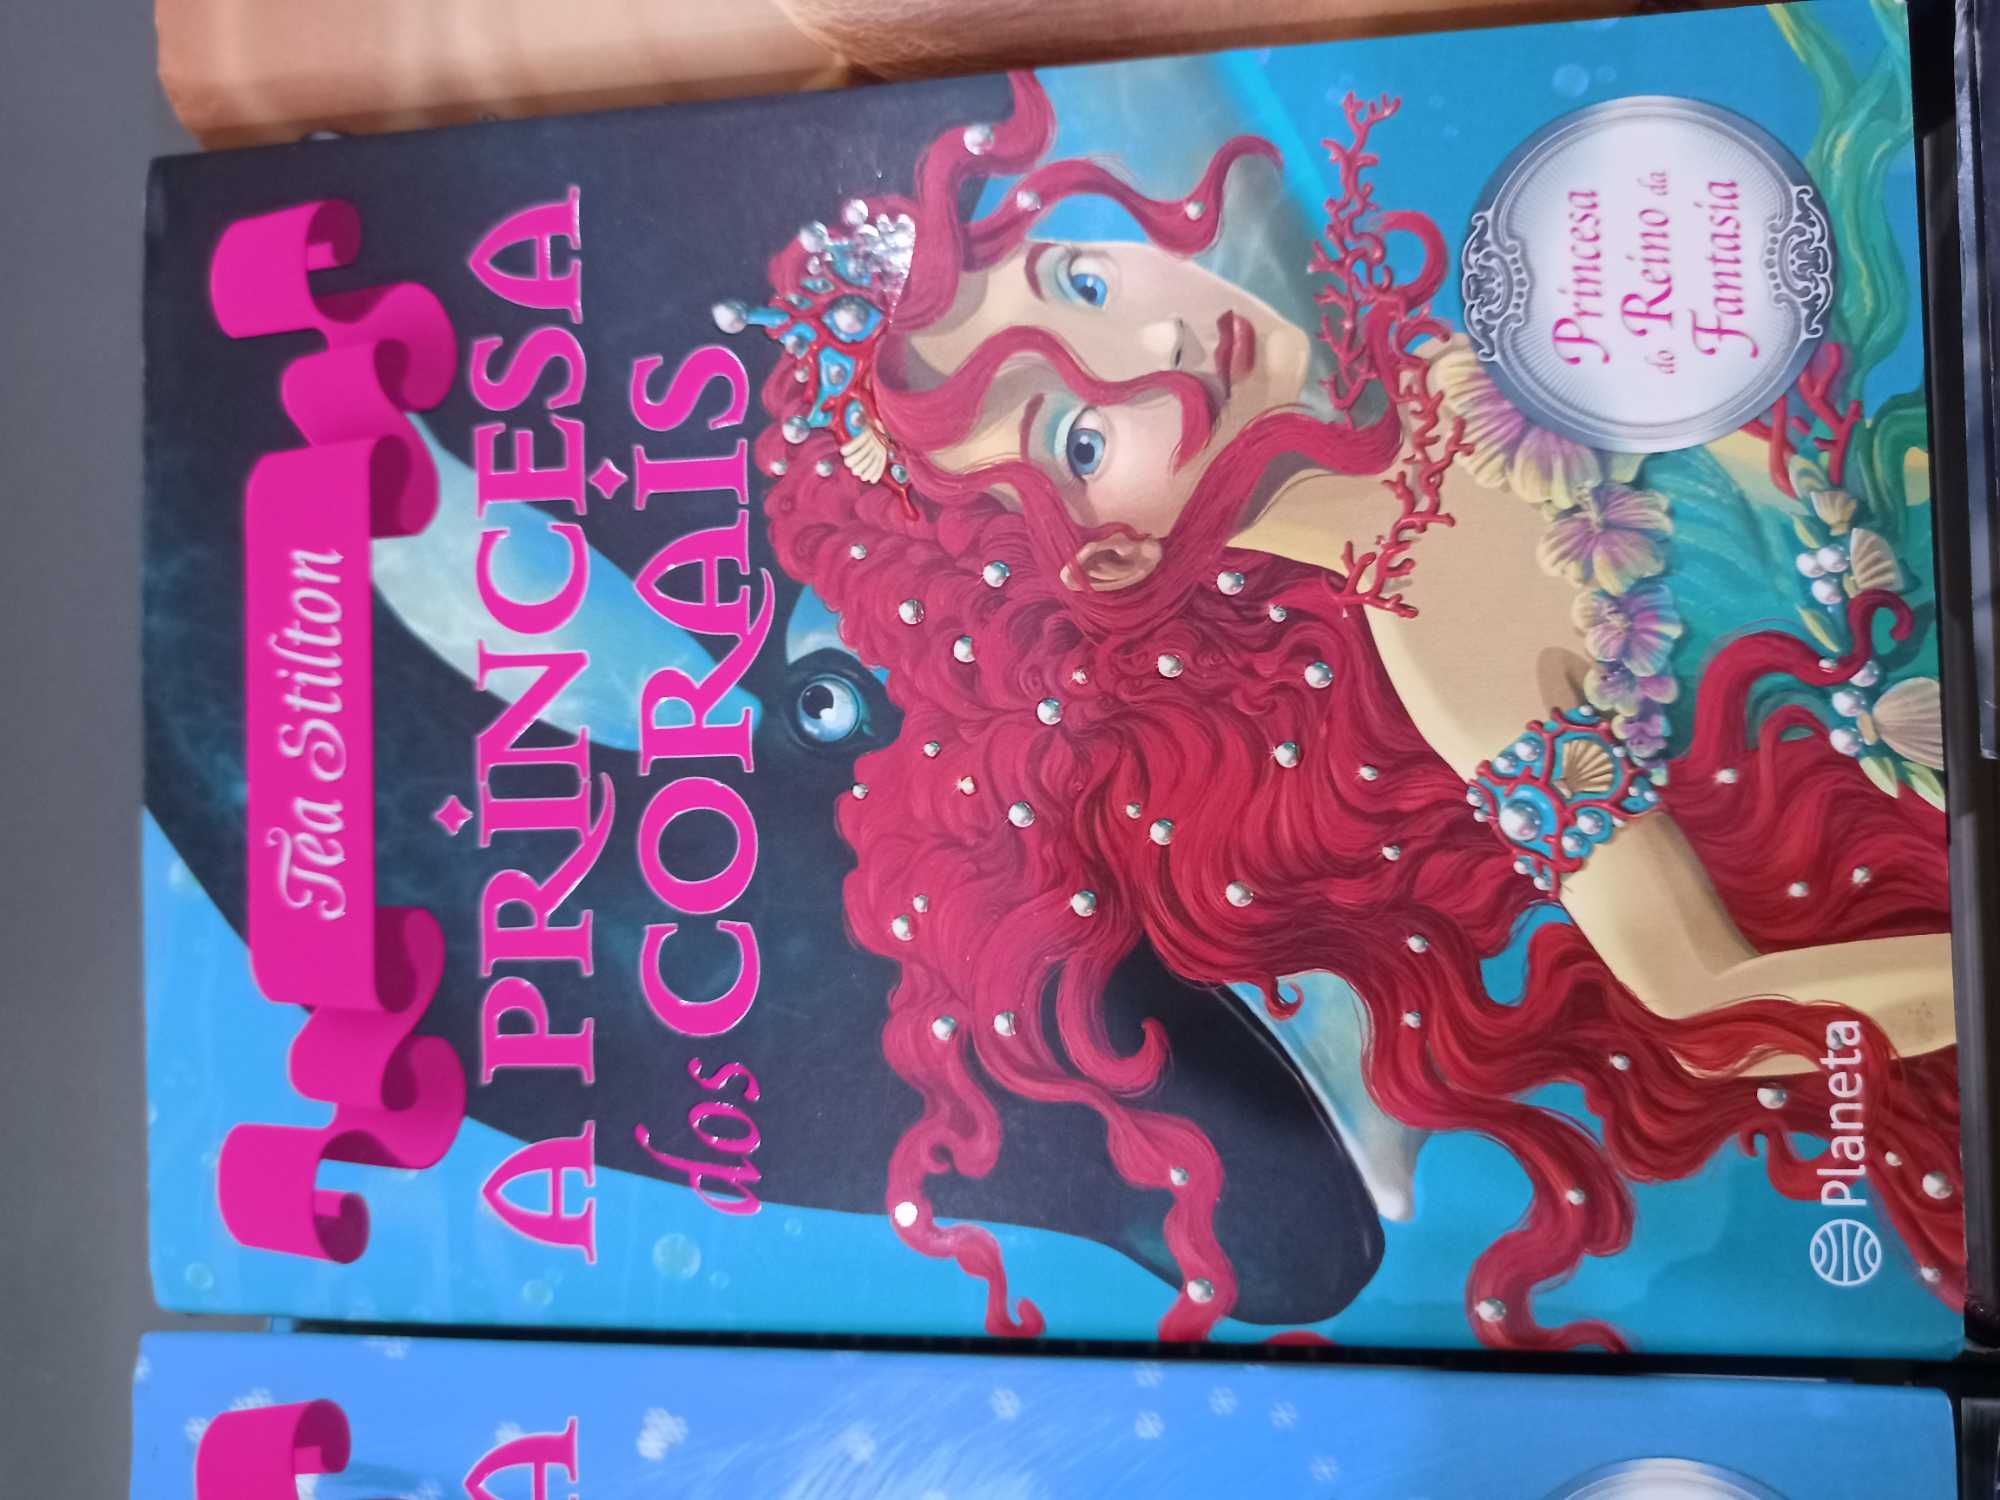 Tea Stilton
A PRINCESA
dos CORAIS
Princesa
do Reino da
Fantasia
Planeta
A